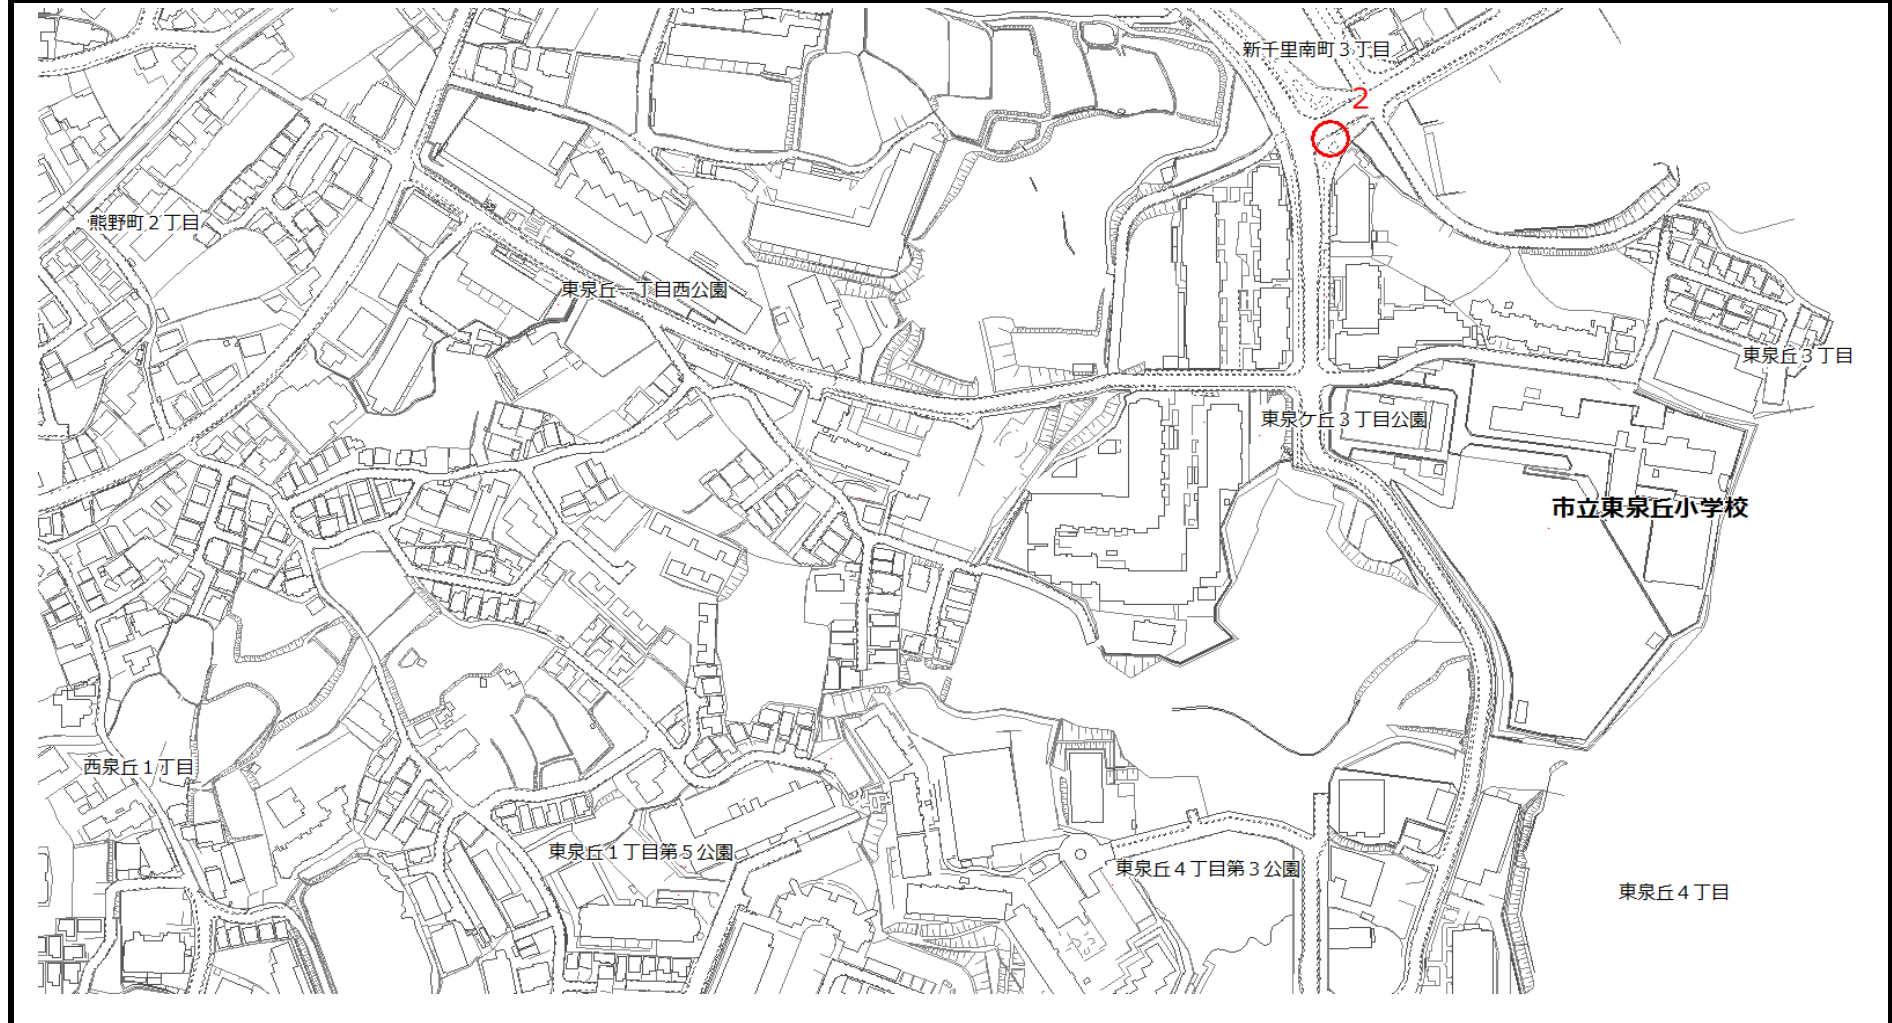 新千里南町３丁目
2
熊野町２丁目
東泉丘一丁目西公園
東泉丘３丁目
東泉ケ丘３丁目公園
市立東泉丘小学校
西泉丘１丁目
東泉丘１丁目第５公園
東泉丘４丁目第３公園
東泉丘４丁目